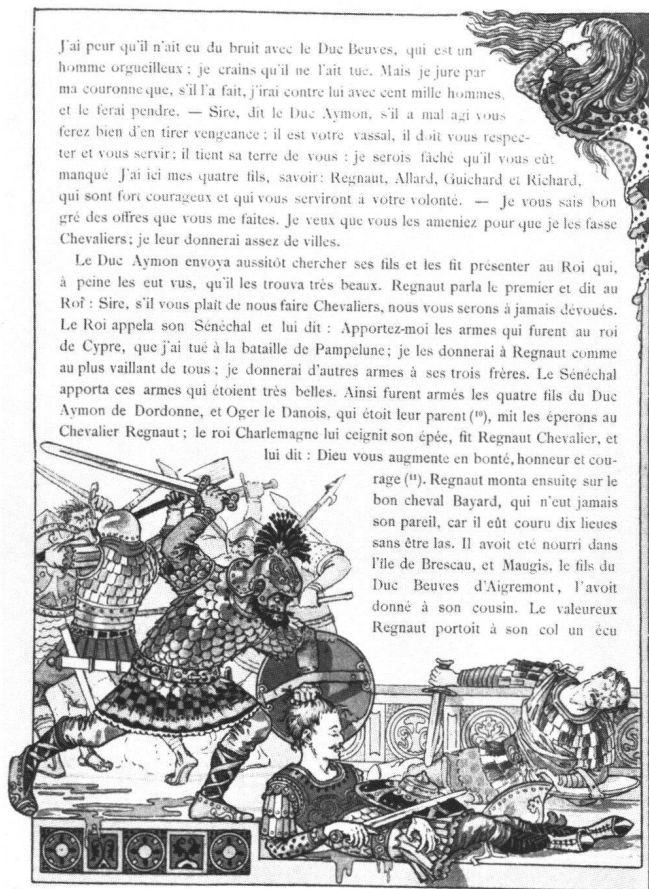 J'ai peur qu'il n'ait eu du bruit avec le Duc Beuves, qui est un
homme orgueilleux ; je crains qu'il ne l'ait tué. Mais je jure par
ma couronne que, s'il l'a fait, j'irai contre lui avec cent mille hommes,
et le ferai pendre. — Sire, dit le Duc Aymon, s'il a mal agi vous
ferez bien d'en tirer vengeance ; il est votre vassal, il doit vous respec-
ter et vous servir ; il tient sa terre de vous : je serois fâché qu'il vous eût
manqué J'ai ici mes quatre fils, savoir : Regnaut, Allard, Guichard et Richard,
qui sont fort courageux et qui vous serviront à votre volonté. — Je vous sais bon
gré des offres que vous me faites. Je veux que vous les ameniez pour que je les fasse
Chevaliers ; je leur donnerai assez de villes.
Le Duc Aymon envoya aussitôt chercher ses fils et les fit présenter au Roi qui,
à peine les eut vus, qu'il les trouva très beaux. Regnaut parla le premier et dit au
Roi : Sire, s'il vous plaît de nous faire Chevaliers, nous vous serons à jamais dévoués.
Le Roi appela son Sénéchal et lui dit : Apportez-moi les armes qui furent au roi
de Cypre, que j'ai tué à la bataille de Pampelune ; je les donnerai à Regnaut comme
au plus vaillant de tous ; je donnerai d'autres armes à ses trois frères. Le Sénéchal
apporta ces armes qui étoient très belles. Ainsi furent armés les quatre fils du Duc
Aymon de Dordonne, et Oger le Danois, qui étoit leur parent (¹⁰), mit les éperons au
Chevalier Regnaut ; le roi Charlemagne lui ceignit son épée, fit Regnaut Chevalier, et
lui dit : Dieu vous augmente en bonté, honneur et cou-
rage (¹¹). Regnaut monta ensuite sur le
bon cheval Bayard, qui n'eut jamais
son pareil, car il eût couru dix lieues
sans être las. Il avoit été nourri dans
l'île de Brescau, et Maugis, le fils du
Duc Beuves d'Aigremont, l'avoit
donné à son cousin. Le valeureux
Regnaut portoit à son col un écu